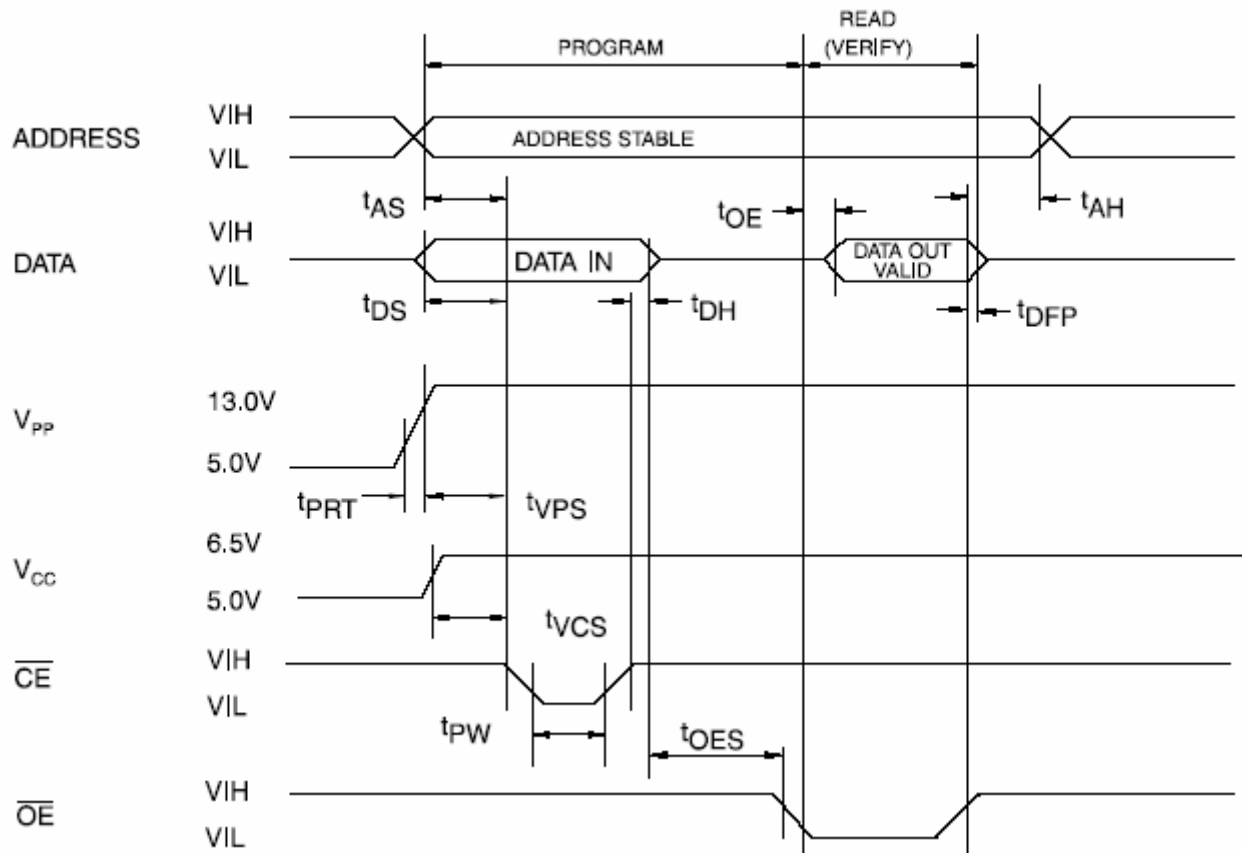 READ
PROGRAM (VERIFY)
ADDRESS VIH
VIL ADDRESS STABLE
tAS tOE tAH
DATA VIH
VIL DATA IN DATA OUT
VALID
tDS tDH tDFP
VPP 13.0V
5.0V
tPRT tVPS
VCC 6.5V
5.0V
tVCS
CE VIH
VIL
tPW tOES
OE VIH
VIL